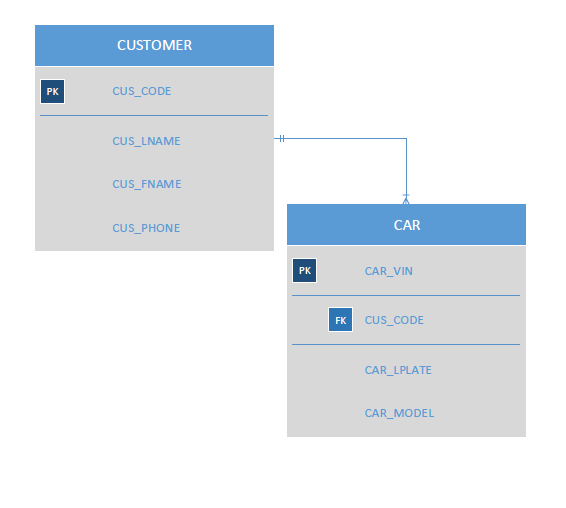 CUSTOMER
PK CUS_CODE
CUS_LNAME
CUS_FNAME
CUS_PHONE
CAR
PK CAR_VIN
FK CUS_CODE
CAR_LPLATE
CAR_MODEL